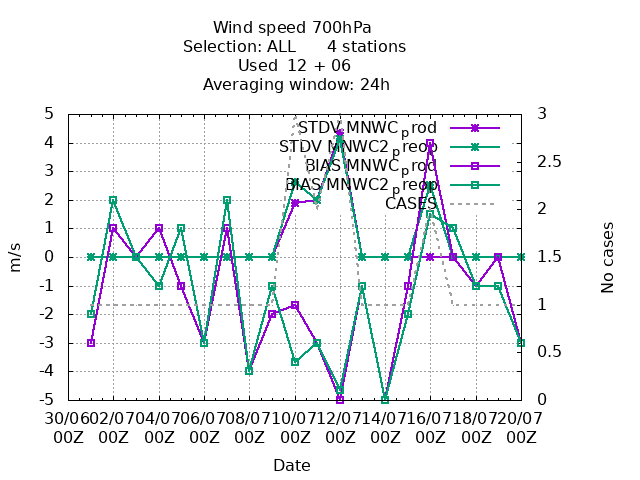 Wind speed 700hPa
Selection: ALL 4 stations
Used 12 + 06
Averaging window: 24h
5
4
3
2
1
0
-1
-2
-3
-4
-5
m/s
3
2.5
2
1.5
1
0.5
0
No cases
STDV MNWC_prod
STDV MNWC2_preop
BIAS MNWC_prod
BIAS MNWC2_preop
CASES
30/06 02/07 04/07 06/07 08/07 10/07 12/07 14/07 16/07 18/07 20/07
00Z 00Z 00Z 00Z 00Z 00Z 00Z 00Z 00Z 00Z 00Z
Date